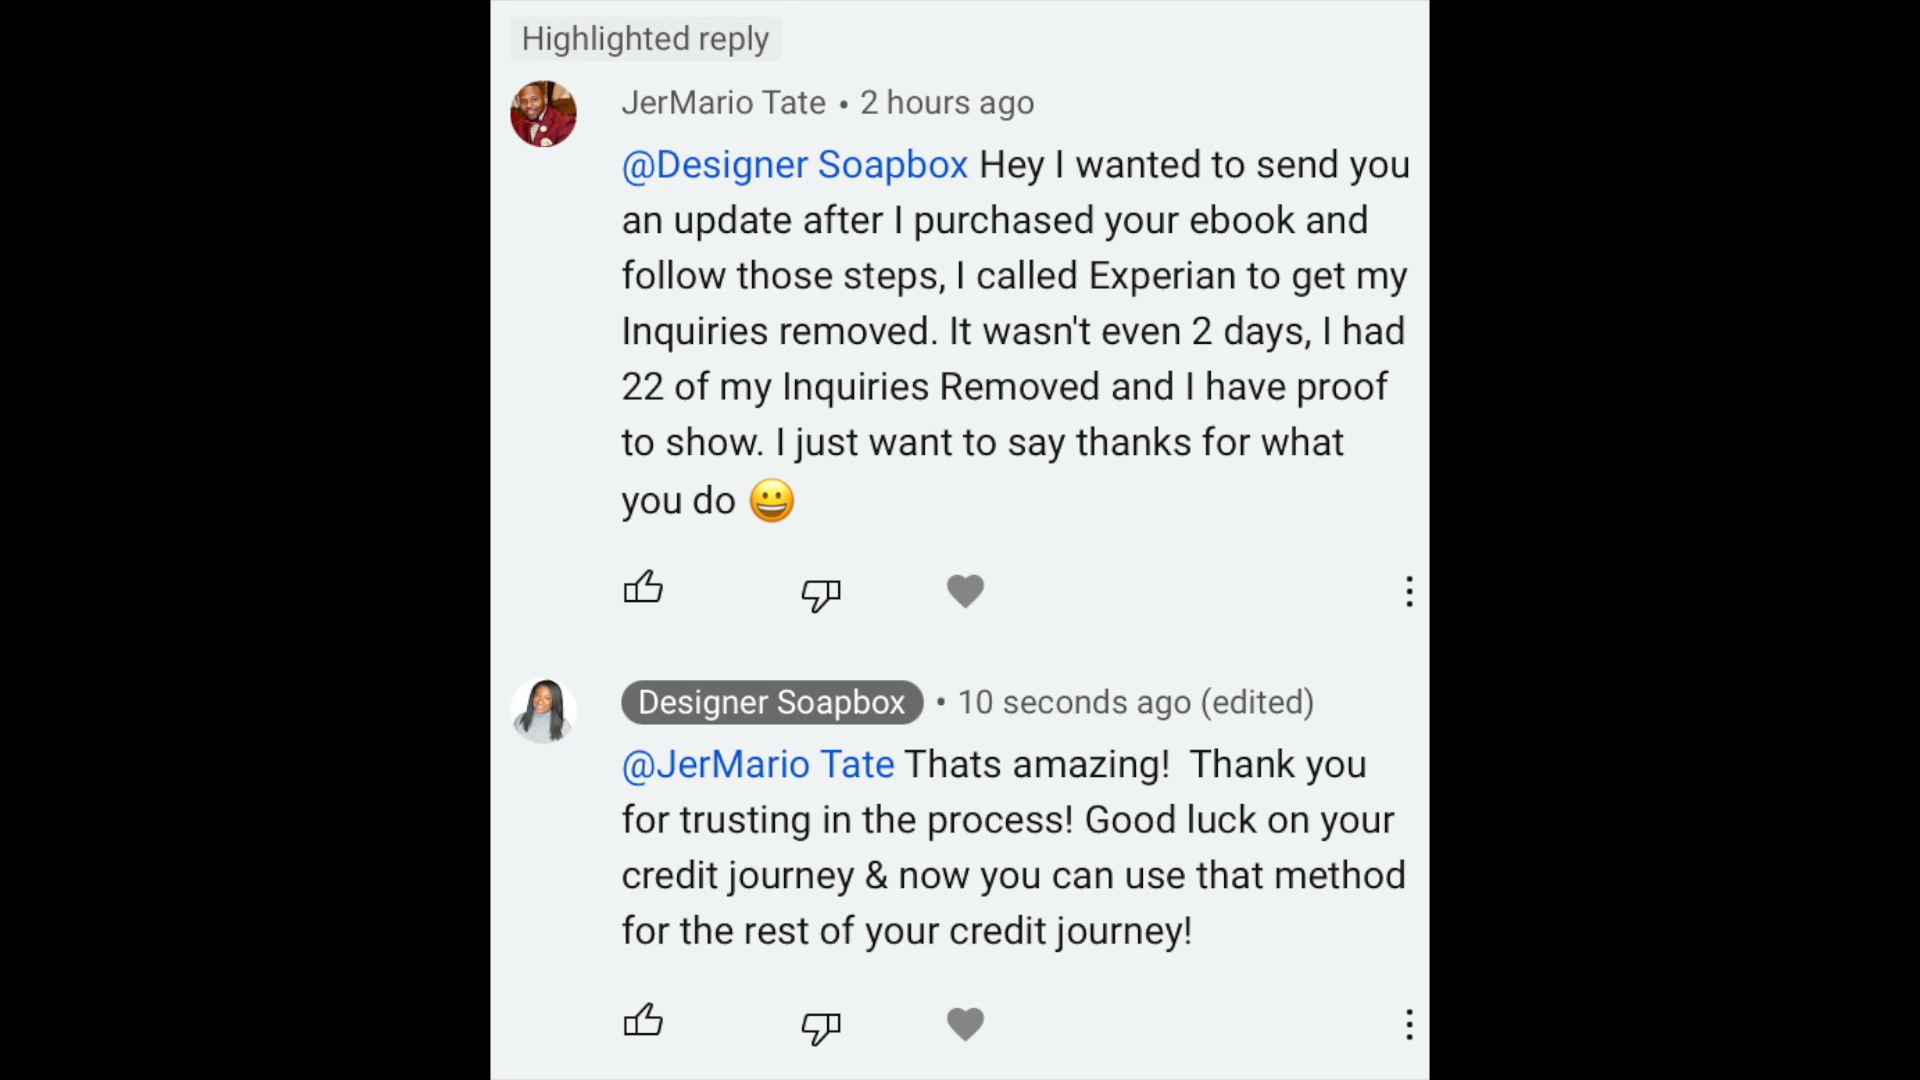 Highlighted reply
JerMario Tate • 2 hours ago
@Designer Soapbox Hey I wanted to send you
an update after I purchased your ebook and
follow those steps, I called Experian to get my
Inquiries removed. It wasn't even 2 days, I had
22 of my Inquiries Removed and I have proof
to show. I just want to say thanks for what
you do 😀
Designer Soapbox • 10 seconds ago (edited)
@JerMario Tate Thats amazing!  Thank you
for trusting in the process! Good luck on your
credit journey & now you can use that method
for the rest of your credit journey!